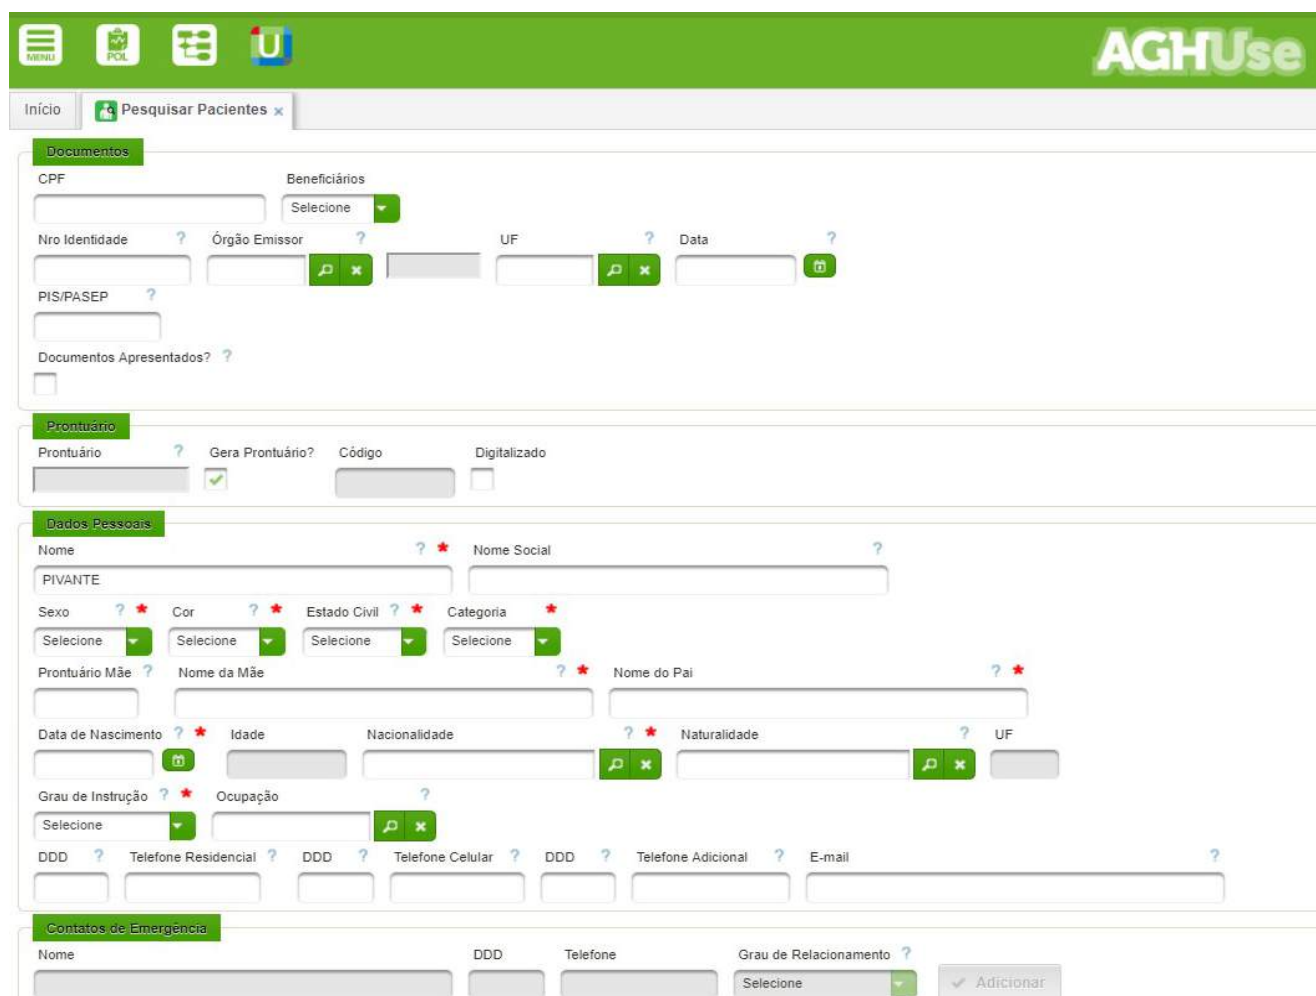 MENU POL U AGHUse
Início Pesquisar Pacientes x
Documentos
CPF Beneficiários
Selecione
Nro Identidade ? Órgão Emissor ? UF ? Data ?
PIS/PASEP ?
Documentos Apresentados? ?
Prontuário
Prontuário ? Gera Prontuário? Código Digitalizado
Dados Pessoais
Nome ? * Nome Social ?
PIVANTE
Sexo ? * Cor ? * Estado Civil ? * Categoria *
Selecione Selecione Selecione Selecione
Prontuário Mãe ? Nome da Mãe ? * Nome do Pai ? *
Data de Nascimento ? * Idade Nacionalidade ? * Naturalidade ? UF
Grau de Instrução ? * Ocupação ?
Selecione
DDD ? Telefone Residencial ? DDD ? Telefone Celular ? DDD ? Telefone Adicional ? E-mail ?
Contatos de Emergência
Nome DDD Telefone Grau de Relacionamento ?
Selecione Adicionar